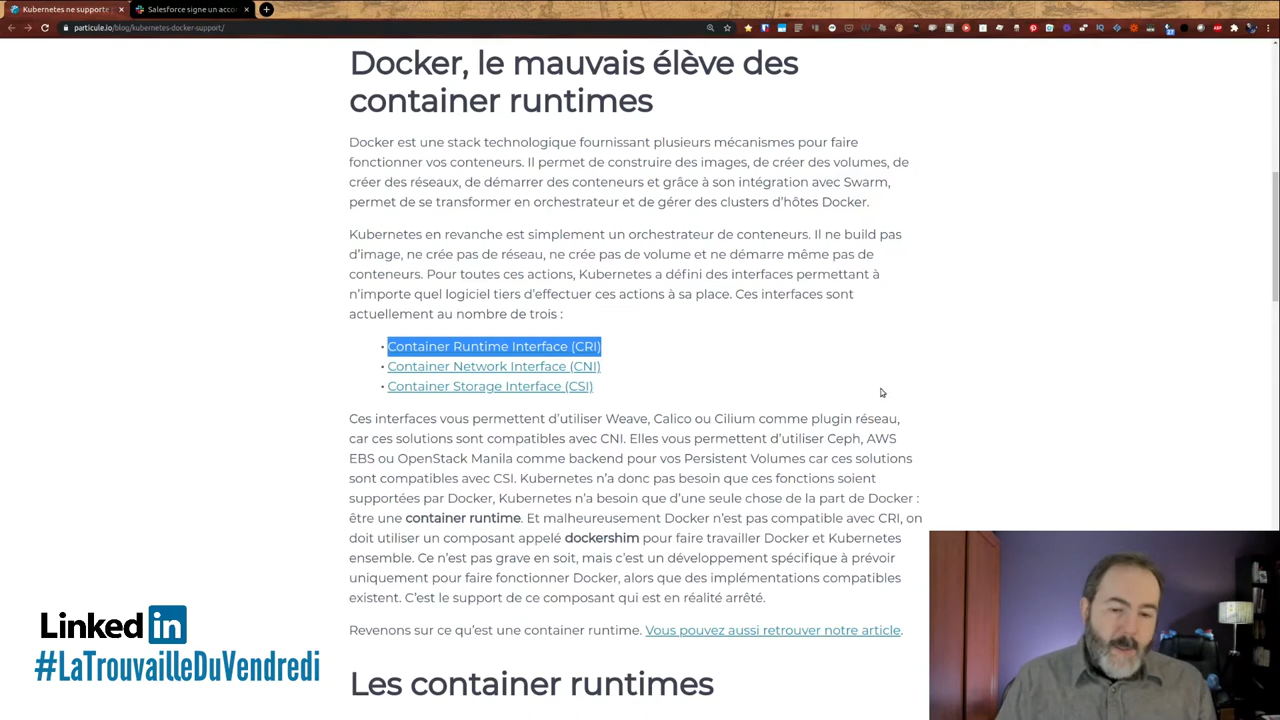 Kubernetes ne supporte
Salesforce signe un accor
particule.io/blog/kubernetes-docker-support/
Docker, le mauvais élève des
container runtimes
Docker est une stack technologique fournissant plusieurs mécanismes pour faire
fonctionner vos conteneurs. Il permet de construire des images, de créer des volumes, de
créer des réseaux, de démarrer des conteneurs et grâce à son intégration avec Swarm,
permet de se transformer en orchestrateur et de gérer des clusters d'hôtes Docker.
Kubernetes en revanche est simplement un orchestrateur de conteneurs. Il ne build pas
d'image, ne crée pas de réseau, ne crée pas de volume et ne démarre même pas de
conteneurs. Pour toutes ces actions, Kubernetes a défini des interfaces permettant à
n'importe quel logiciel tiers d'effectuer ces actions à sa place. Ces interfaces sont
actuellement au nombre de trois :
• Container Runtime Interface (CRI)
• Container Network Interface (CNI)
• Container Storage Interface (CSI)
Ces interfaces vous permettent d'utiliser Weave, Calico ou Cilium comme plugin réseau,
car ces solutions sont compatibles avec CNI. Elles vous permettent d'utiliser Ceph, AWS
EBS ou OpenStack Manila comme backend pour vos Persistent Volumes car ces solutions
sont compatibles avec CSI. Kubernetes n'a donc pas besoin que ces fonctions soient
supportées par Docker, Kubernetes n'a besoin que d'une seule chose de la part de Docker :
être une container runtime. Et malheureusement Docker n'est pas compatible avec CRI, on
doit utiliser un composant appelé dockershim pour faire travailler Docker et Kubernetes
ensemble. Ce n'est pas grave en soit, mais c'est un développement spécifique à prévoir
uniquement pour faire fonctionner Docker, alors que des implémentations compatibles
existent. C'est le support de ce composant qui est en réalité arrêté.
Revenons sur ce qu'est une container runtime. Vous pouvez aussi retrouver notre article.
Les container runtimes
Linked in
#LaTrouvailleDuVendredi